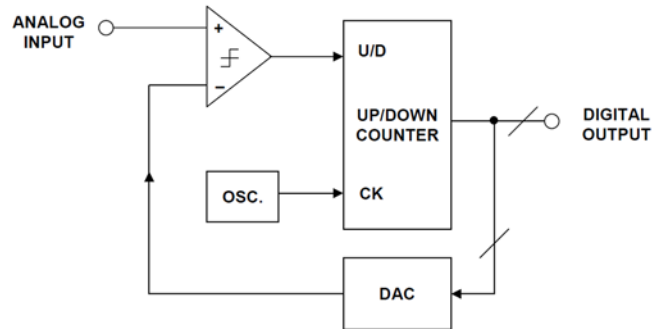 ANALOG
INPUT
+
−
U/D
UP/DOWN
COUNTER
CK
OSC.
DIGITAL
OUTPUT
DAC